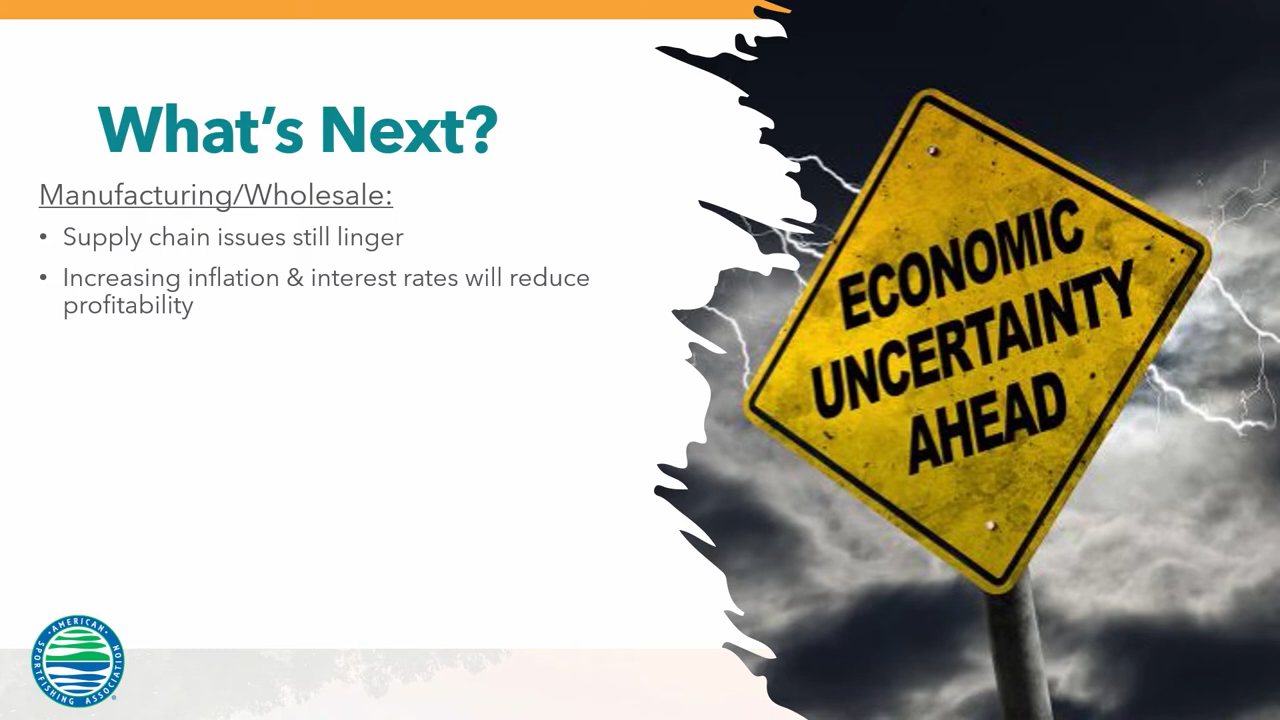 What's Next?
Manufacturing/Wholesale:
• Supply chain issues still linger
• Increasing inflation & interest rates will reduce
profitability
ECONOMIC
UNCERTAINTY
AHEAD
AMERICAN
SPORTFISHING ASSOCIATION